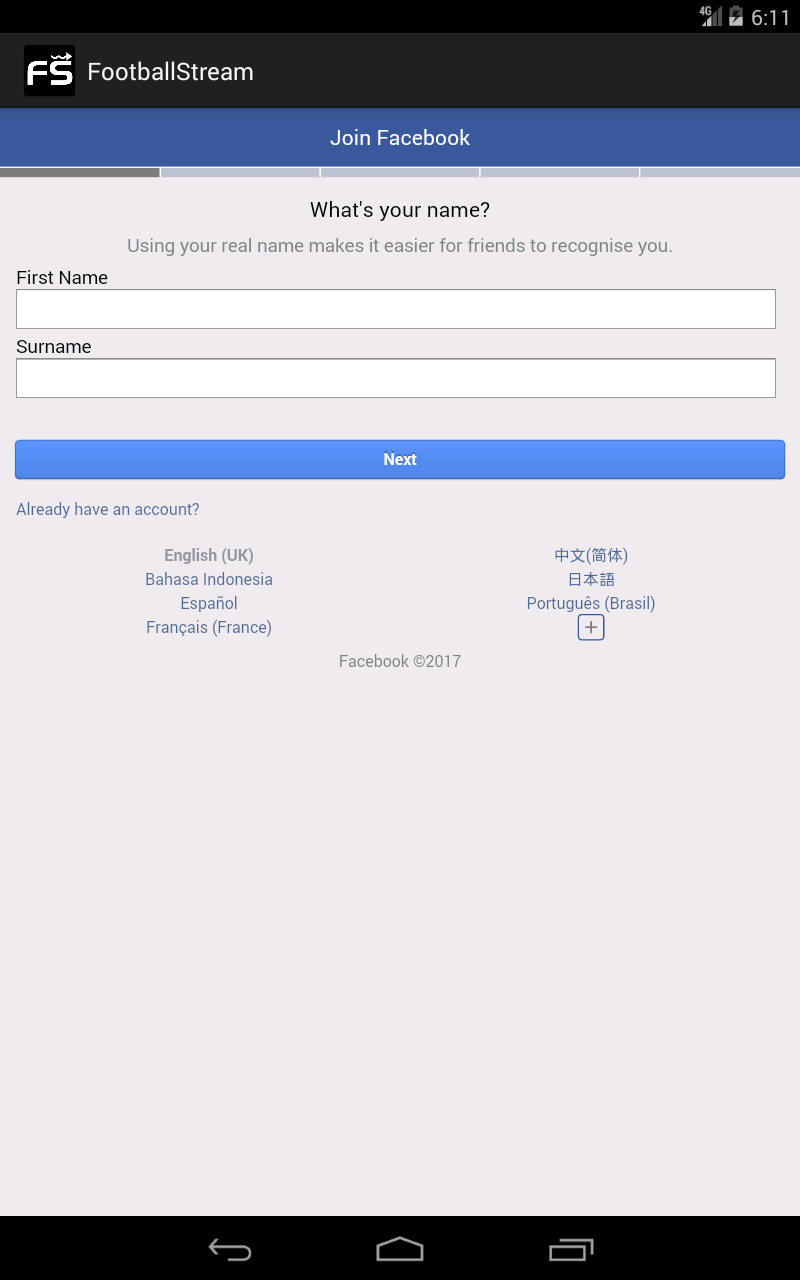 4G 6:11
FS FootballStream
Join Facebook
What's your name?
Using your real name makes it easier for friends to recognise you.
First Name
Surname
Next
Already have an account?
English (UK)
Bahasa Indonesia
Español
Français (France)
中文(简体)
日本語
Português (Brasil)
Facebook ©2017